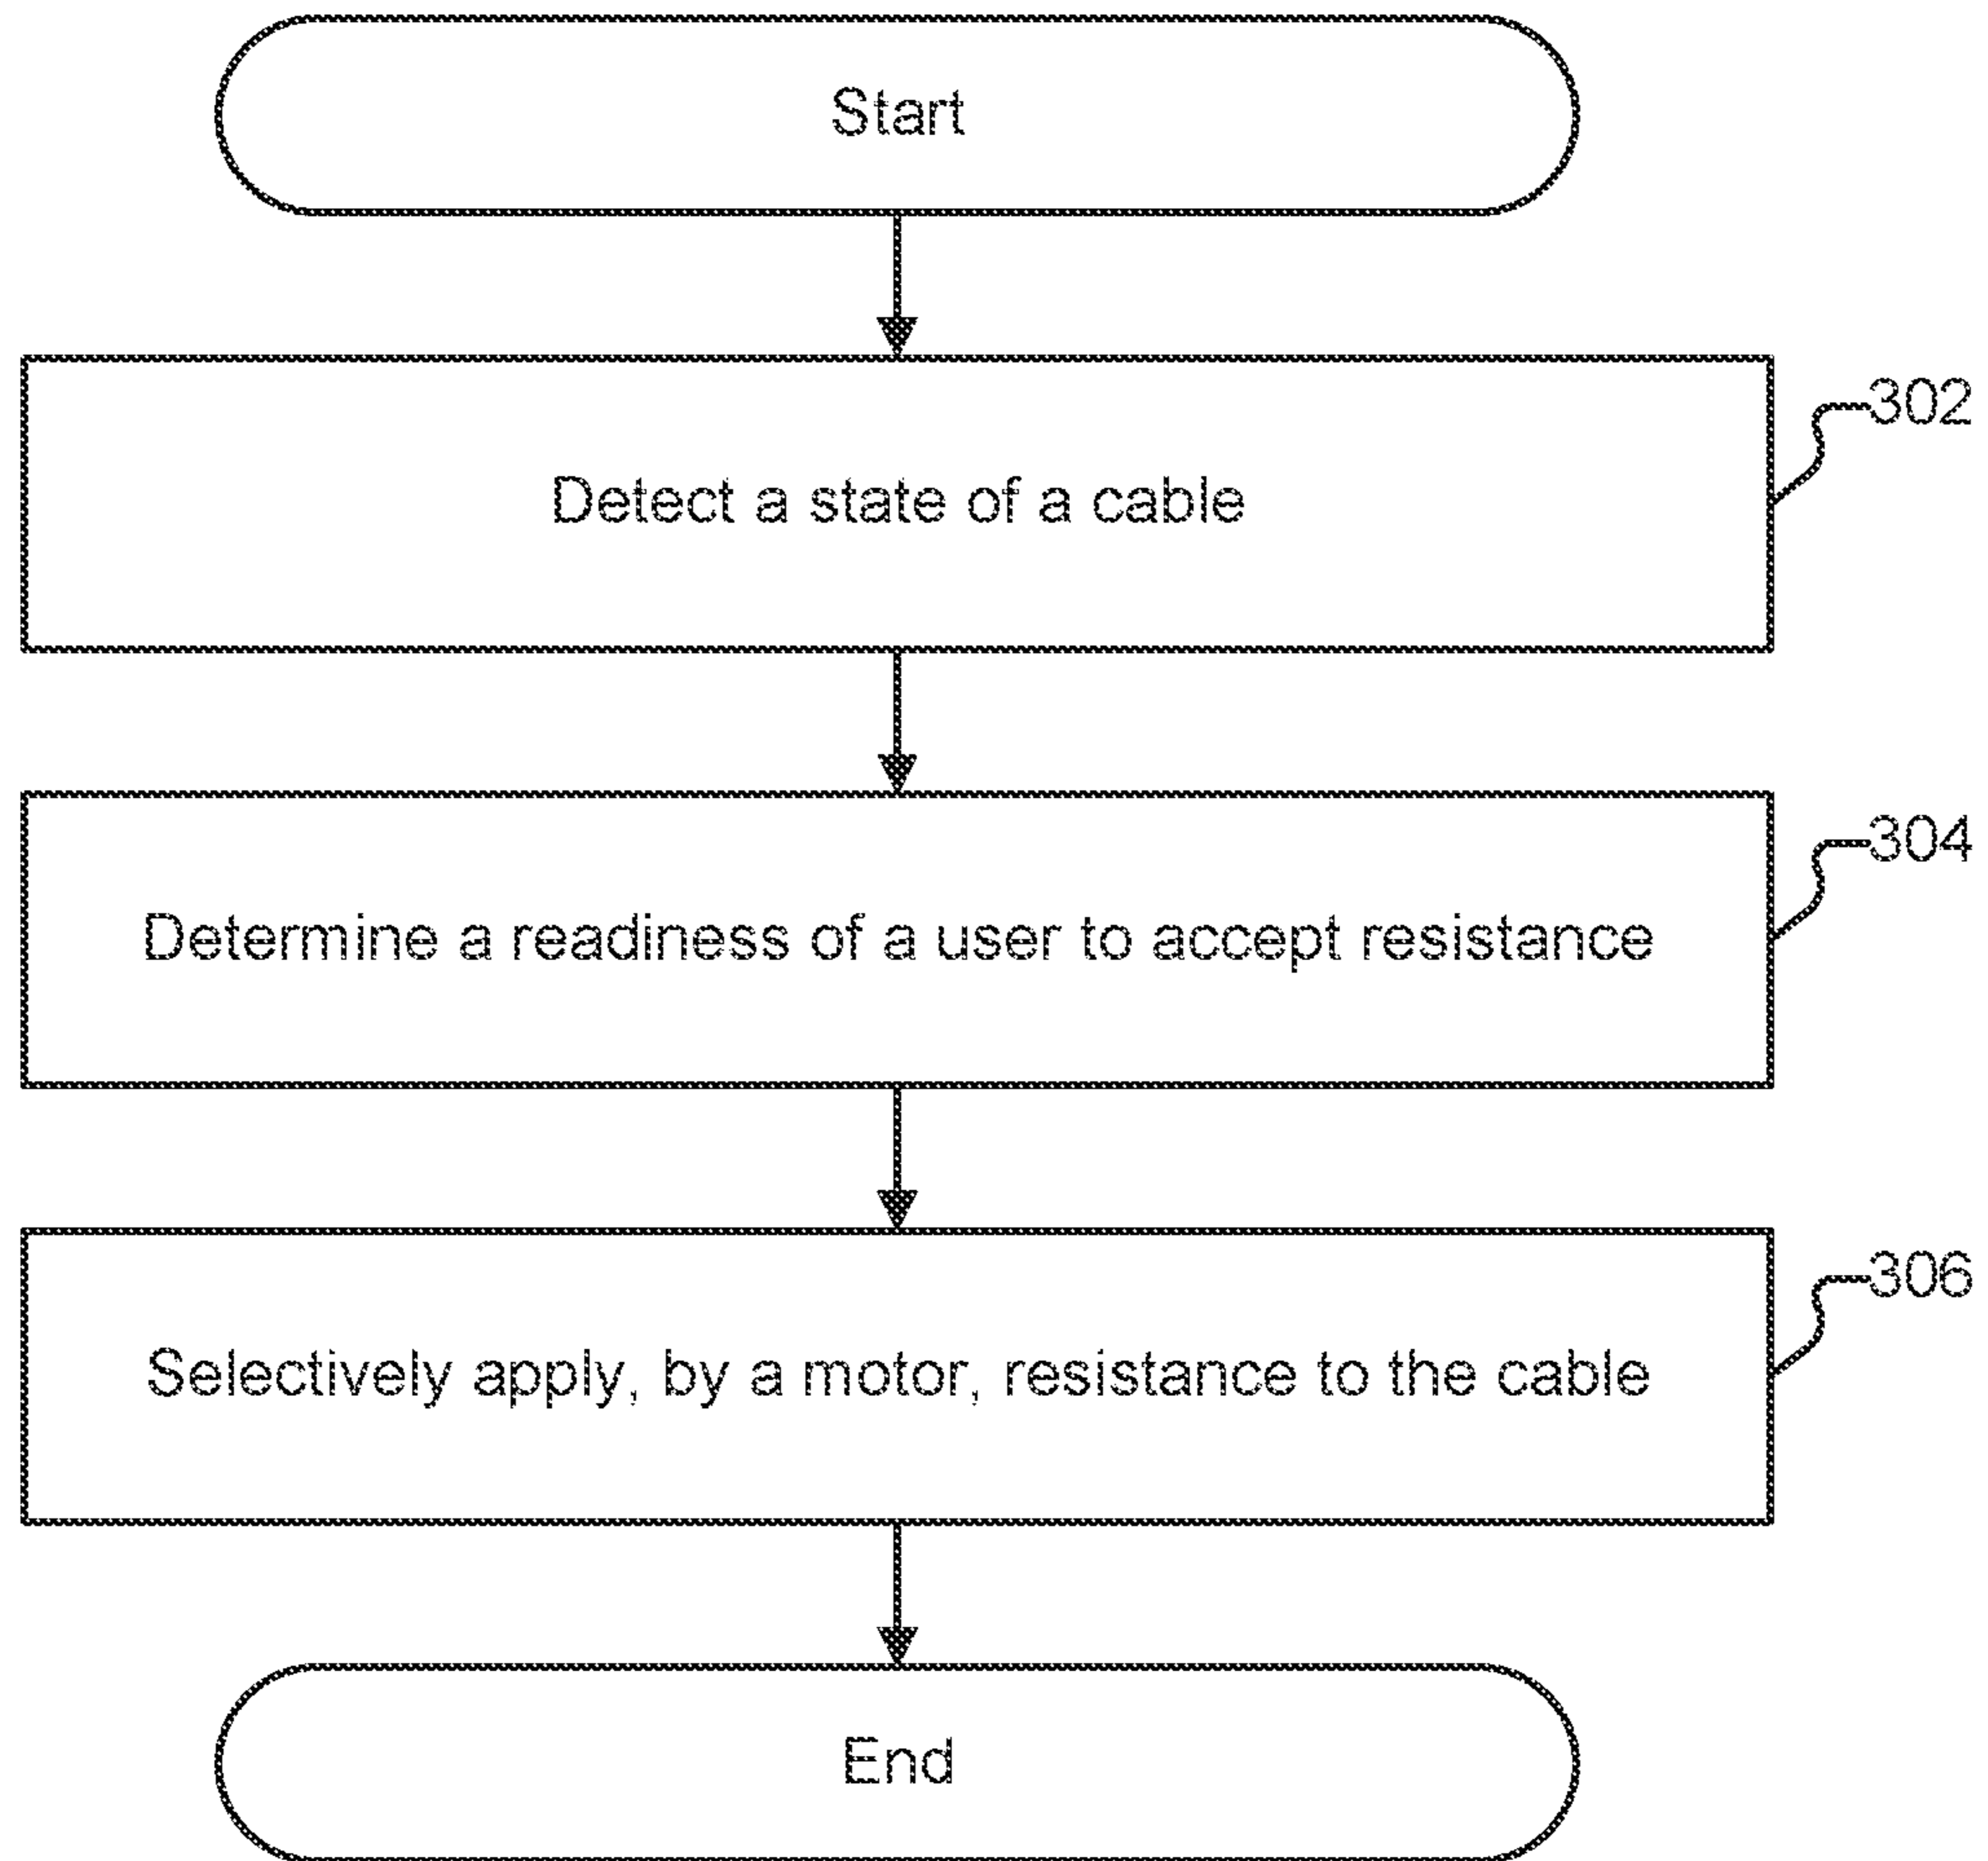 Start
302
Detect a state of a cable
304
Determine a readiness of a user to accept resistance
306
Selectively apply, by a motor, resistance to the cable
End